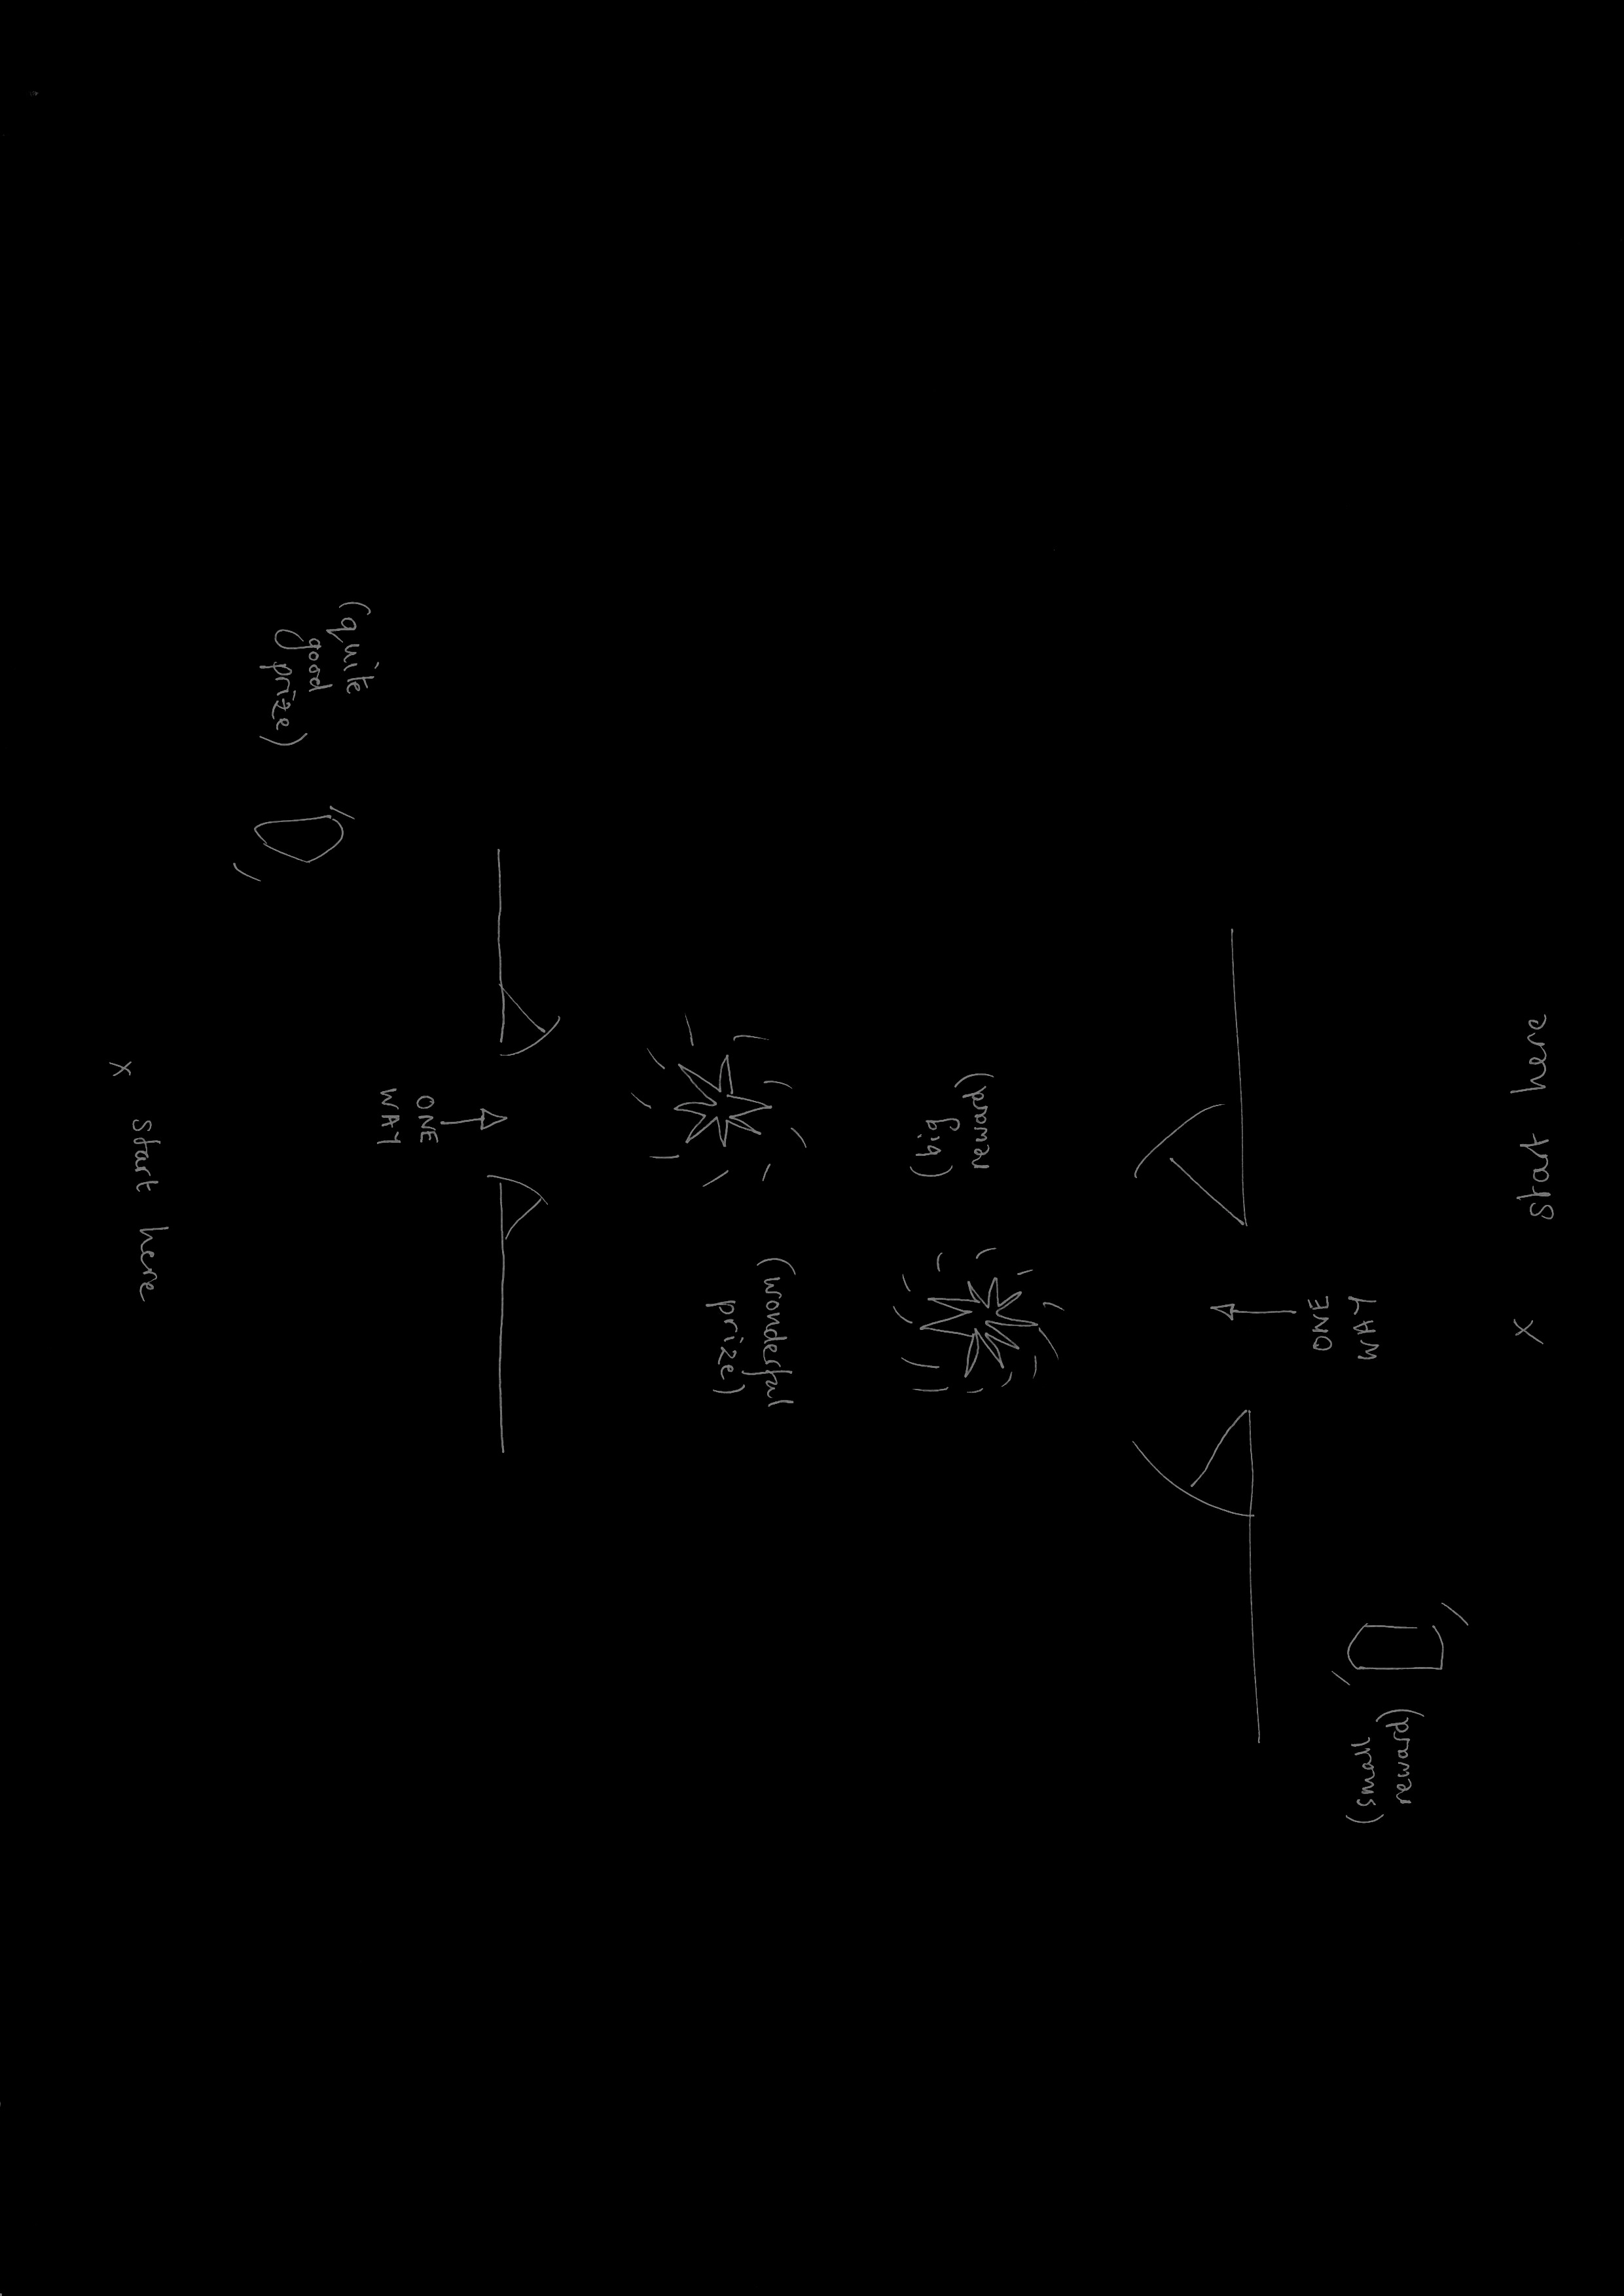 (quite
good
prize)
ONE
WAY
x start here
(wonderful
prize)
(big
reward)
ONE
WAY
x start here
(small
reward)